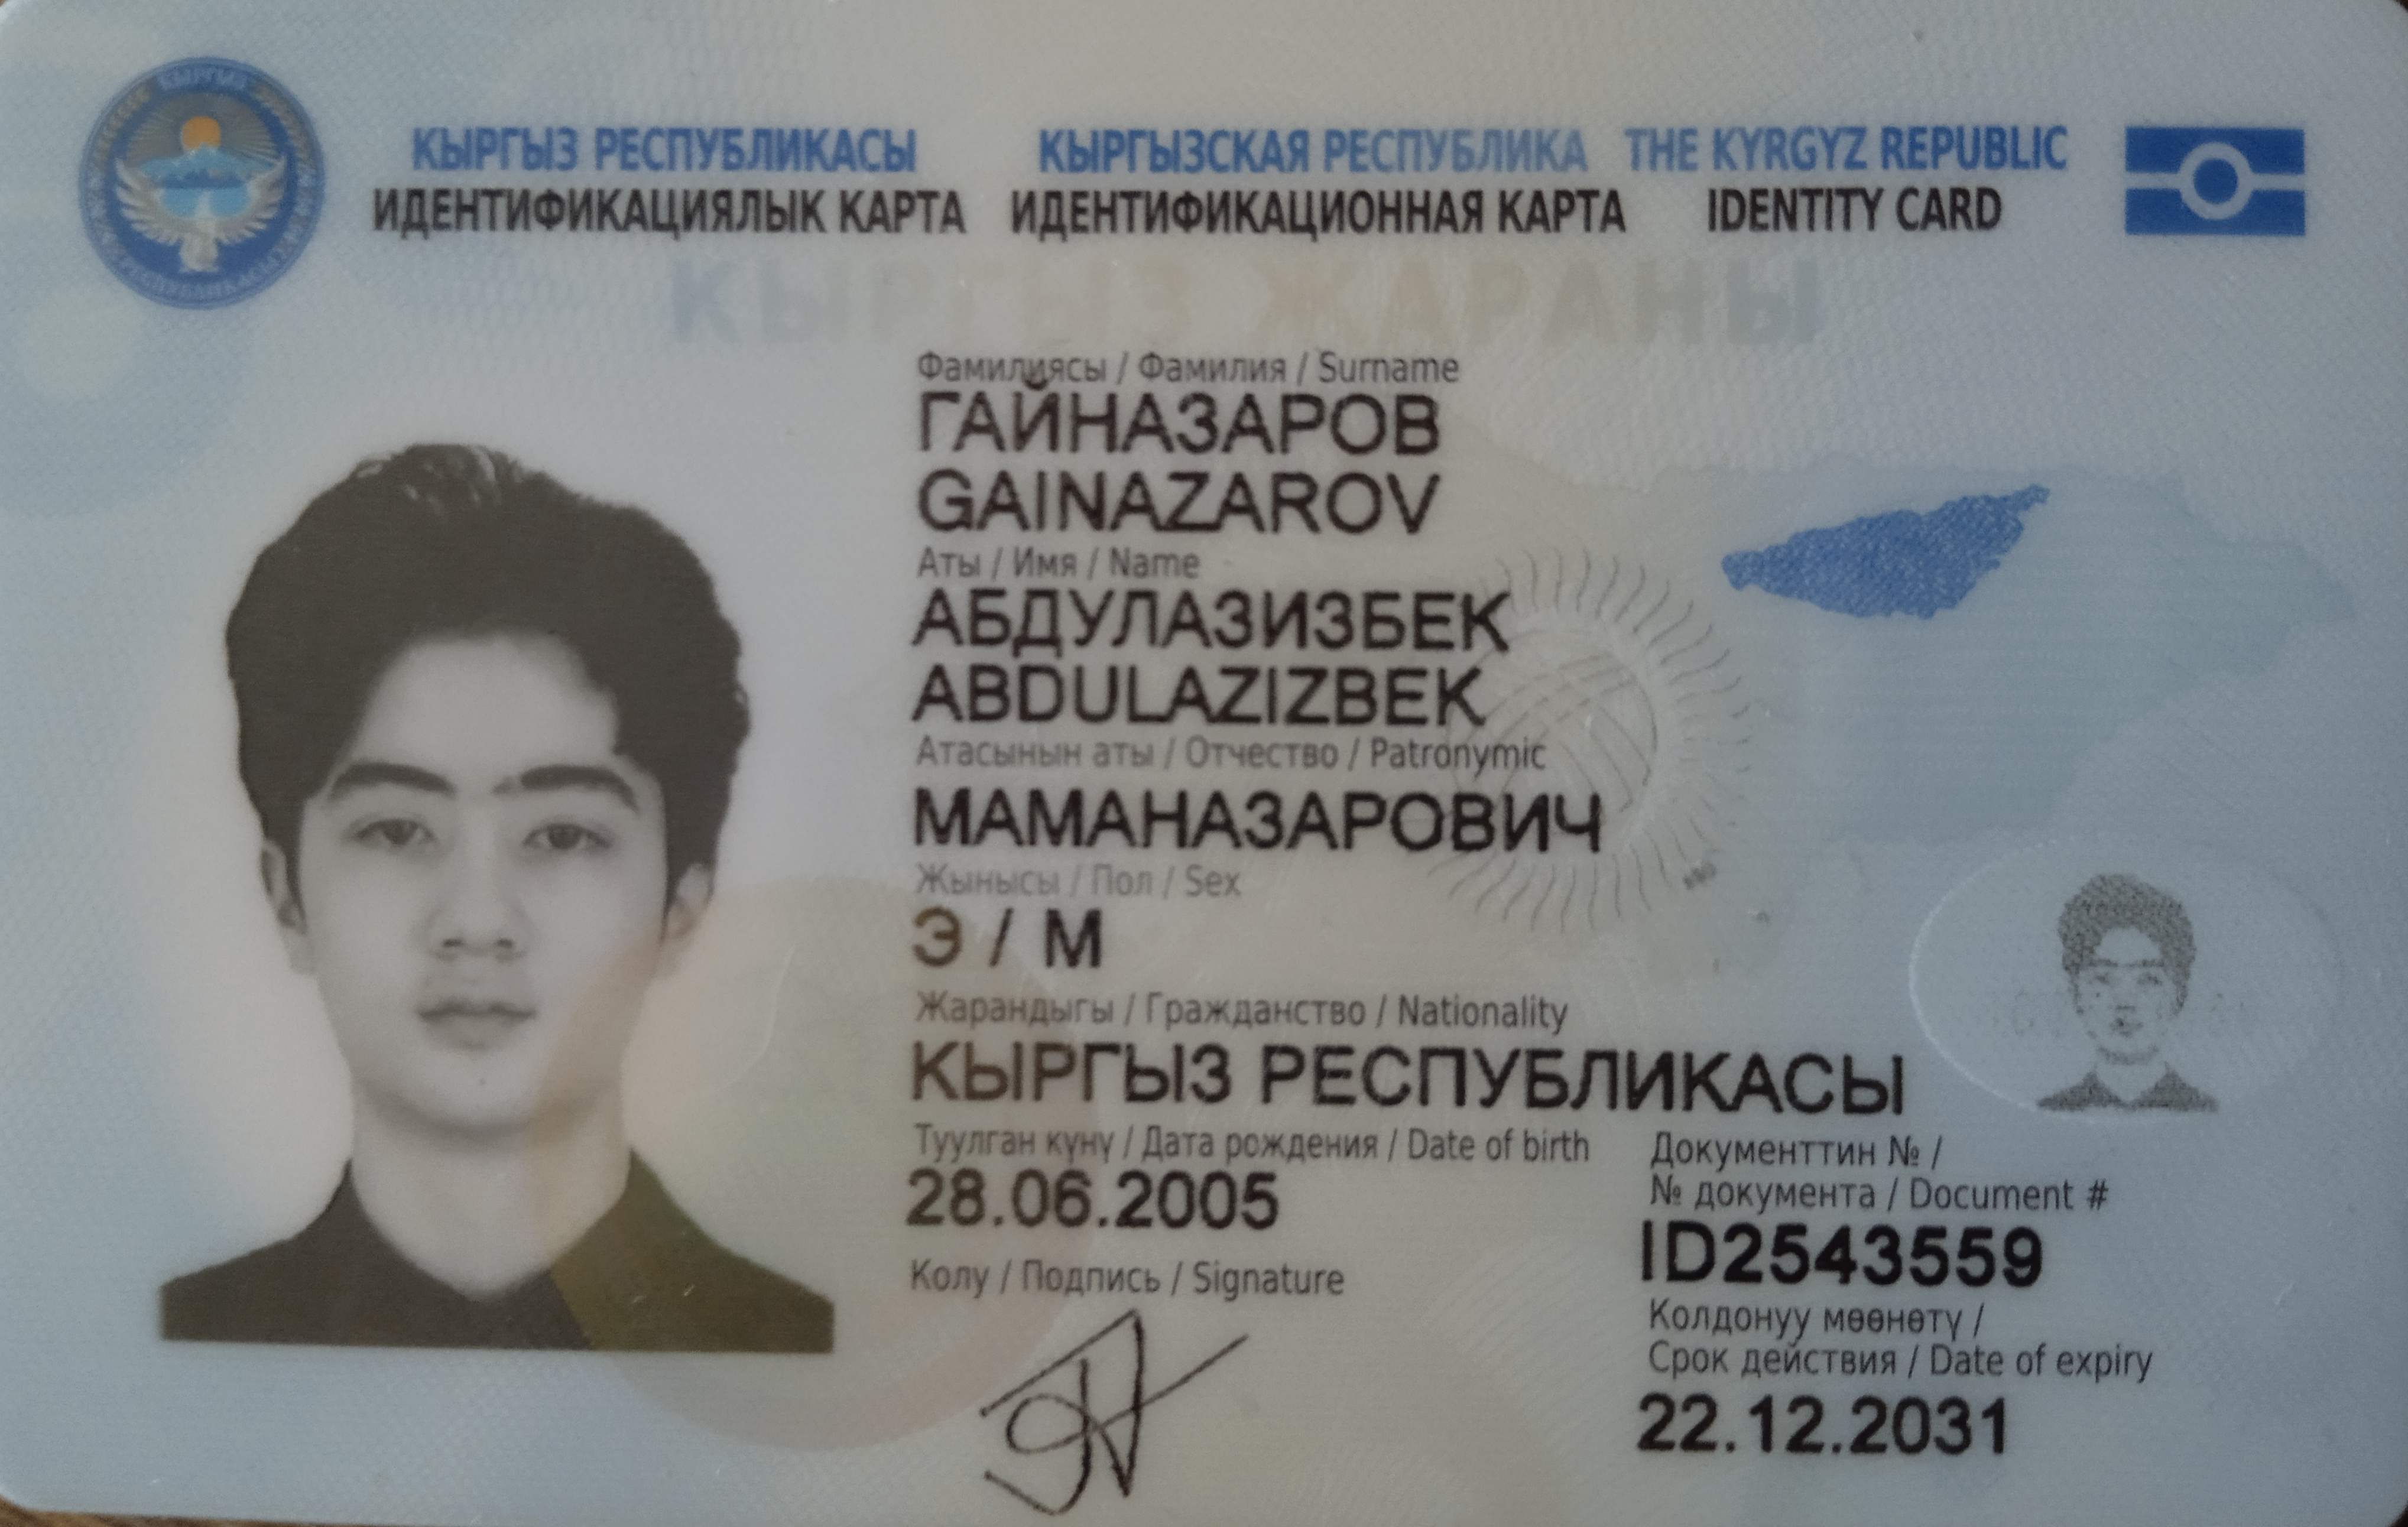 КЫРГЫЗ РЕСПУБЛИКАСЫ КЫРГЫЗСКАЯ РЕСПУБЛИКА THE KYRGYZ REPUBLIC
ИДЕНТИФИКАЦИЯЛЫК КАРТА ИДЕНТИФИКАЦИОННАЯ КАРТА IDENTITY CARD
КЫРГЫЗ ЖАРАНЫ
Фамилиясы / Фамилия / Surname
ГАЙНАЗАРОВ
GAINAZAROV
Аты / Имя / Name
АБДУЛАЗИЗБЕК
ABDULAZIZBEK
Атасынын аты / Отчество / Patronymic
МАМАНАЗАРОВИЧ
Жынысы / Пол / Sex
Э / М
Жарандыгы / Гражданство / Nationality
КЫРГЫЗ РЕСПУБЛИКАСЫ
Туулган күнү / Дата рождения / Date of birth
28.06.2005
Документтин № /
№ документа / Document #
ID2543559
Колу / Подпись / Signature
Колдонуу мөөнөтү /
Срок действия / Date of expiry
22.12.2031